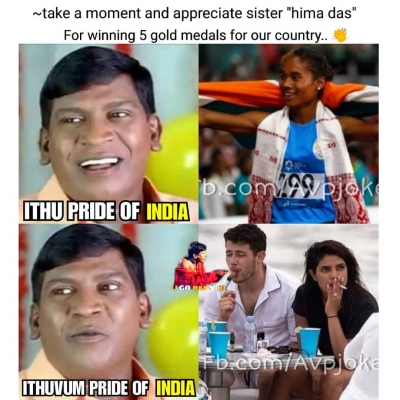 ~take a moment and appreciate sister "hima das"
For winning 5 gold medals for our country.. 👏
fb.com/Avpjoke
ITHU PRIDE OF INDIA
Fb.com/Avpjoke
ITHUVUM PRIDE OF INDIA